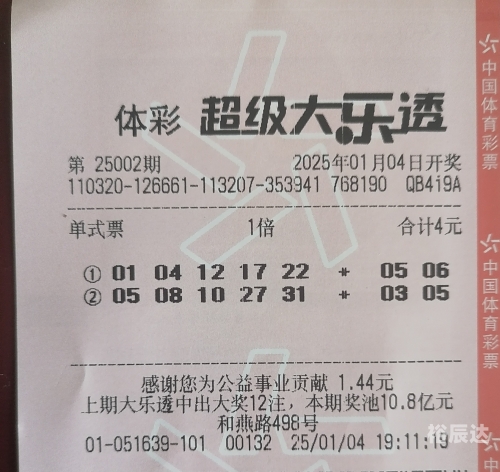 体彩 超级大乐透
第 25002期 2025年01月04日开奖
110320-126661-113207-353941 768190 QB4i9A
单式票 1倍 合计4元
① 01 04 12 17 22 * 05 06
② 05 08 10 27 31 * 03 05
感谢您为公益事业贡献 1.44元
上期大乐透中出大奖12注，本期奖池10.8亿元
和燕路498号
01-051639-101 00132 25/01/04 19:11:19
中国体育彩票
中国体育彩票
裕辰达